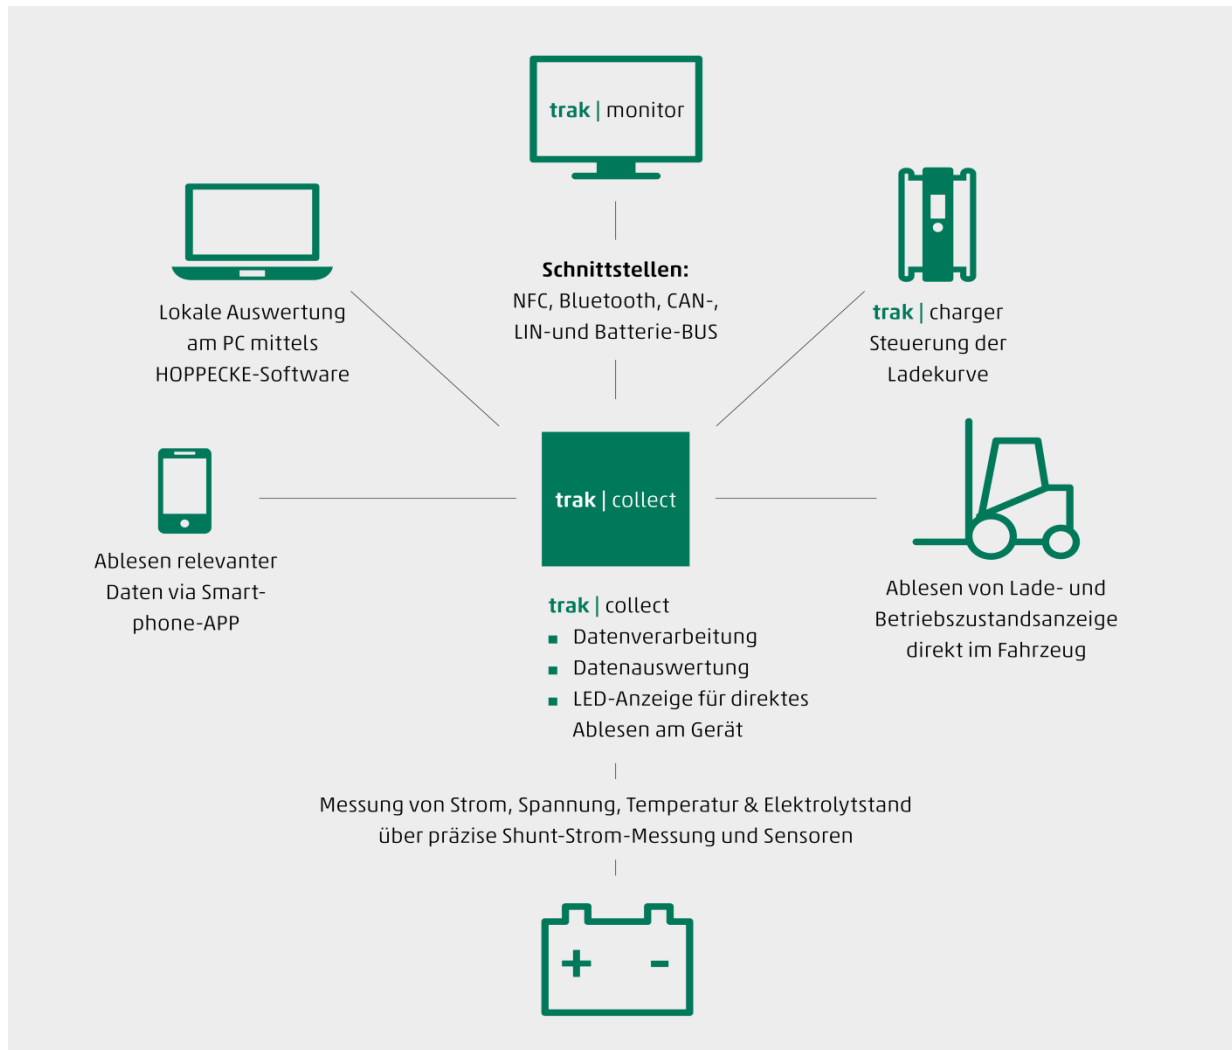 trak | monitor
Schnittstellen:
NFC, Bluetooth, CAN-,
LIN-und Batterie-BUS
Lokale Auswertung
am PC mittels
HOPPECKE-Software
trak | charger
Steuerung der
Ladekurve
Ablesen relevanter
Daten via Smart-
phone-APP
trak | collect
Ablesen von Lade- und
Betriebszustandsanzeige
direkt im Fahrzeug
trak | collect
Datenverarbeitung
Datenauswertung
LED-Anzeige für direktes
Ablesen am Gerät
Messung von Strom, Spannung, Temperatur & Elektrolytstand
über präzise Shunt-Strom-Messung und Sensoren
+ -